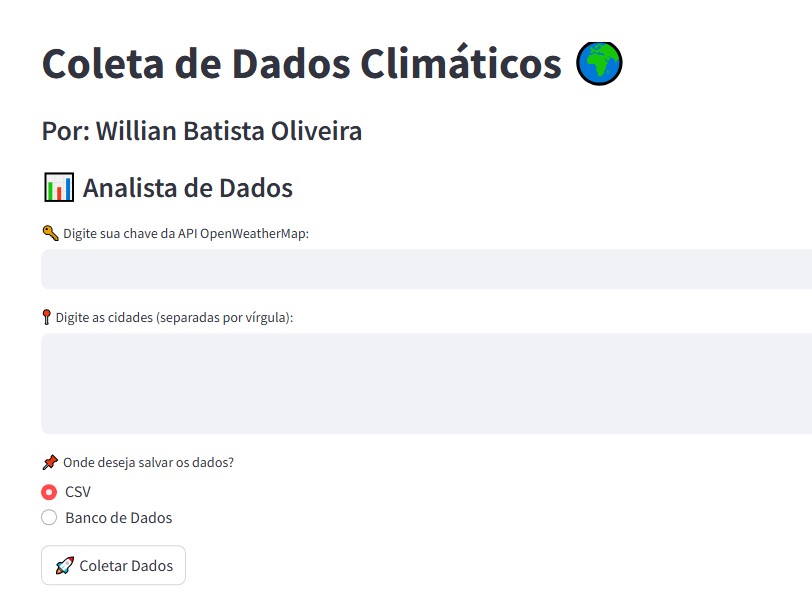 Coleta de Dados Climáticos 🌍
Por: Willian Batista Oliveira
📊 Analista de Dados
🔑 Digite sua chave da API OpenWeatherMap:
📍 Digite as cidades (separadas por vírgula):
📌 Onde deseja salvar os dados?
CSV
Banco de Dados
🚀 Coletar Dados